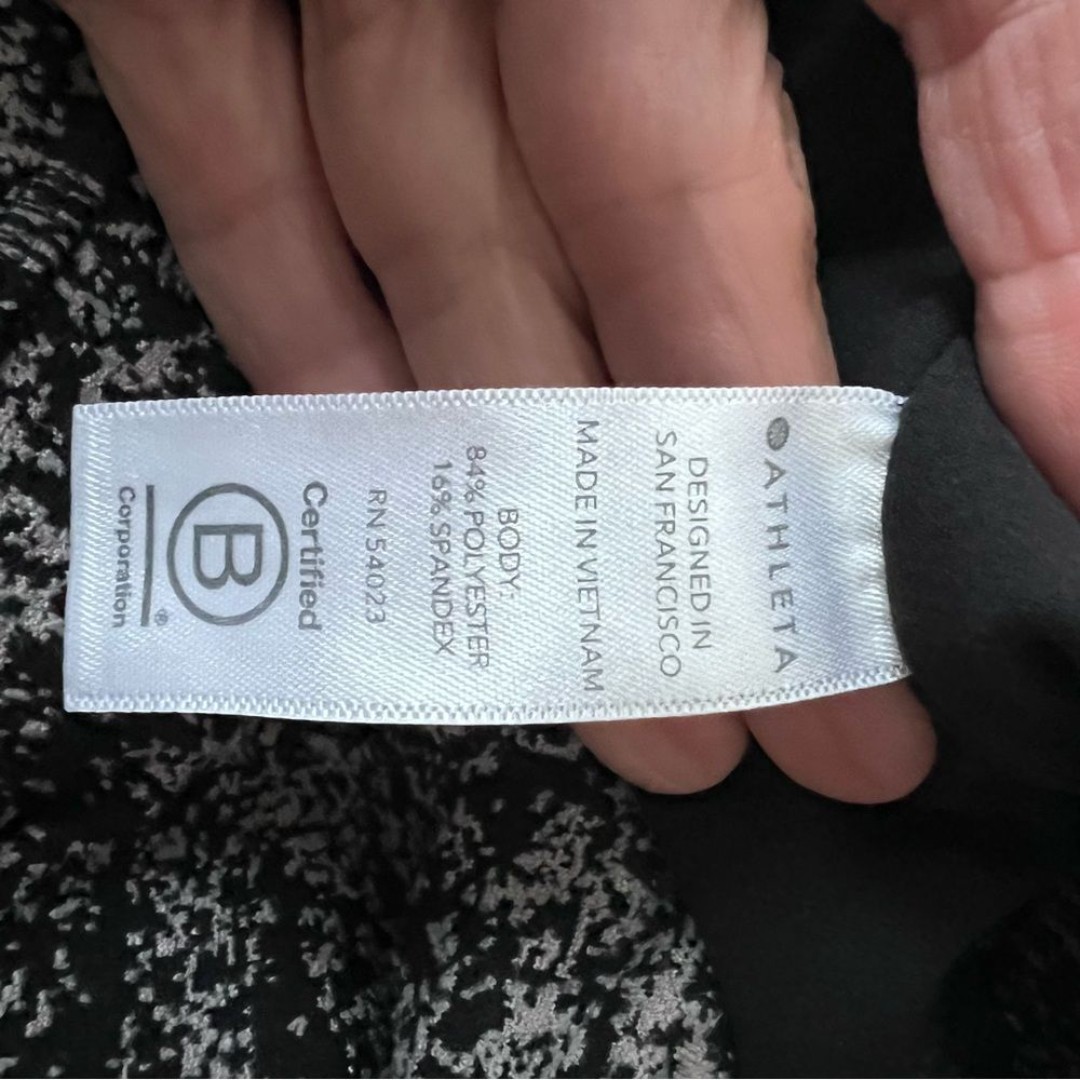 ATHLETA
DESIGNED IN
SAN FRANCISCO
MADE IN VIETNAM
BODY:
84% POLYESTER
16% SPANDEX
RN 54023
Certified
B
®
Corporation